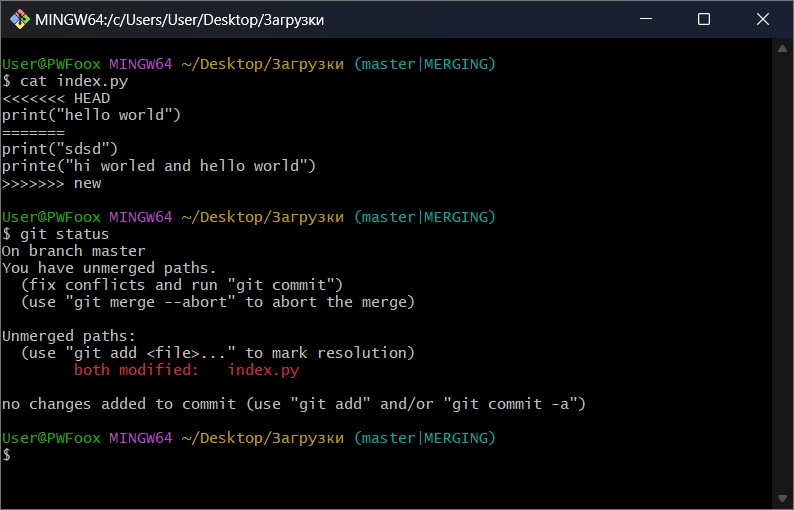 MINGW64:/c/Users/User/Desktop/Загрузки
User@PWFoox MINGW64 ~/Desktop/Загрузки (master|MERGING)
$ cat index.py
<<<<<<< HEAD
print("hello world")
=======
print("sdsd")
printe("hi worled and hello world")
>>>>>>> new
User@PWFoox MINGW64 ~/Desktop/Загрузки (master|MERGING)
$ git status
On branch master
You have unmerged paths.
  (fix conflicts and run "git commit")
  (use "git merge --abort" to abort the merge)
Unmerged paths:
  (use "git add <file>..." to mark resolution)
        both modified:   index.py
no changes added to commit (use "git add" and/or "git commit -a")
User@PWFoox MINGW64 ~/Desktop/Загрузки (master|MERGING)
$